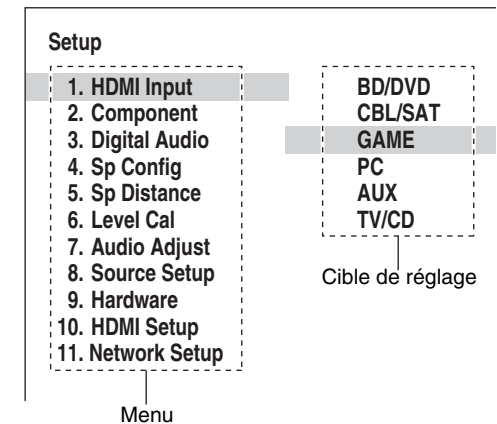 Setup
1. HDMI Input
2. Component
3. Digital Audio
4. Sp Config
5. Sp Distance
6. Level Cal
7. Audio Adjust
8. Source Setup
9. Hardware
10. HDMI Setup
11. Network Setup
Menu
BD/DVD
CBL/SAT
GAME
PC
AUX
TV/CD
Cible de réglage